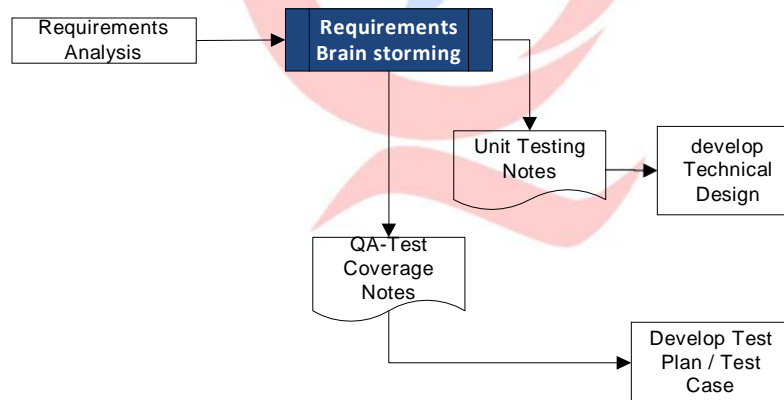 Requirements
Analysis
Requirements
Brain storming
Unit Testing
Notes
develop
Technical
Design
QA-Test
Coverage
Notes
Develop Test
Plan / Test
Case